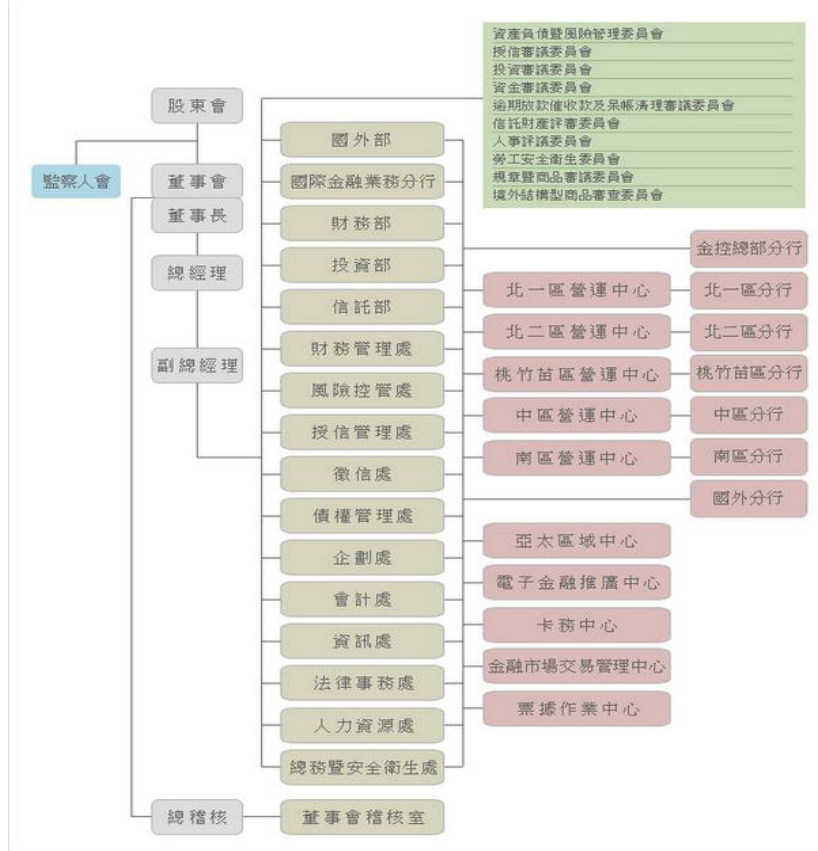 資產負債暨風險管理委員會
授信審議委員會
投資審議委員會
資金審議委員會
逾期放款催收款及呆帳清理審議委員會
信託財產評審委員會
人事評議委員會
勞工安全衛生委員會
規章暨商品審議委員會
境外結構型商品審查委員會
股東會
監察人會
董事會
董事長
總經理
副總經理
總稽核
國外部
國際金融業務分行
財務部
投資部
信託部
財務管理處
風險控管處
授信管理處
徵信處
債權管理處
企劃處
會計處
資訊處
法律事務處
人力資源處
總務暨安全衛生處
董事會稽核室
金控總部分行
北一區營運中心
北一區分行
北二區營運中心
北二區分行
桃竹苗區營運中心
桃竹苗區分行
中區營運中心
中區分行
南區營運中心
南區分行
國外分行
亞太區域中心
電子金融推廣中心
卡務中心
金融市場交易管理中心
票據作業中心